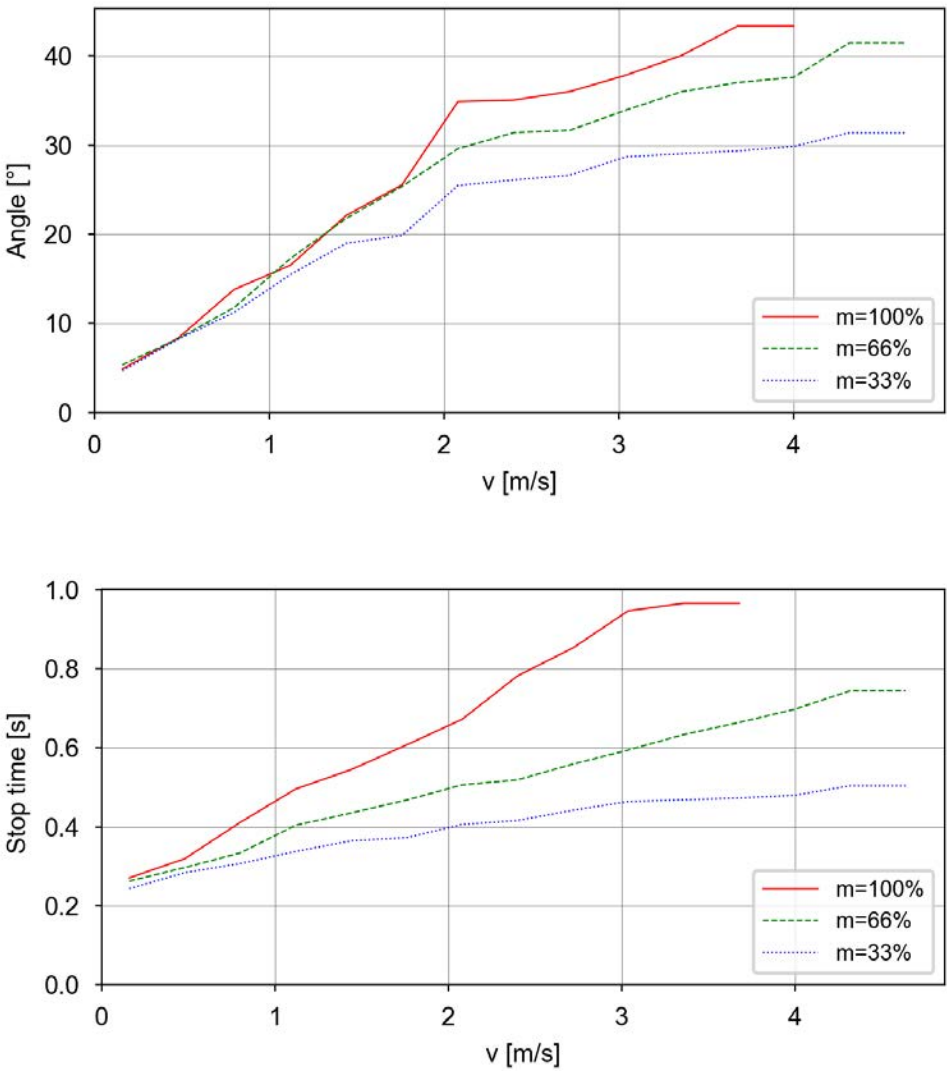 40
30
20
10
0
Angle [°]
m=100%
m=66%
m=33%
0 1 2 3 4
v [m/s]
1.0
0.8
0.6
0.4
0.2
0.0
Stop time [s]
m=100%
m=66%
m=33%
0 1 2 3 4
v [m/s]